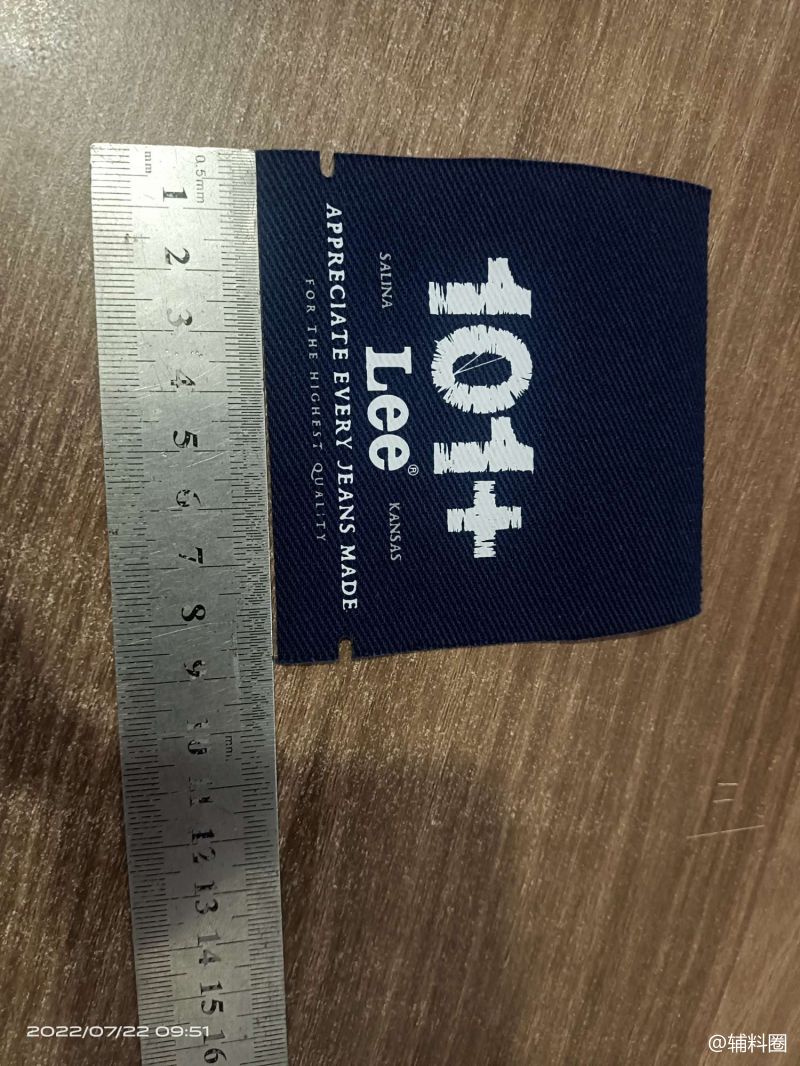 101+
SALINA Lee® KANSAS
APPRECIATE EVERY JEANS MADE
FOR THE HIGHEST QUALITY
mm
0.5mm
1 2 3 4 5 6 7 8 9 10 11 12 13 14 15 16
mm
2022/07/22 09:51
@辅料圈